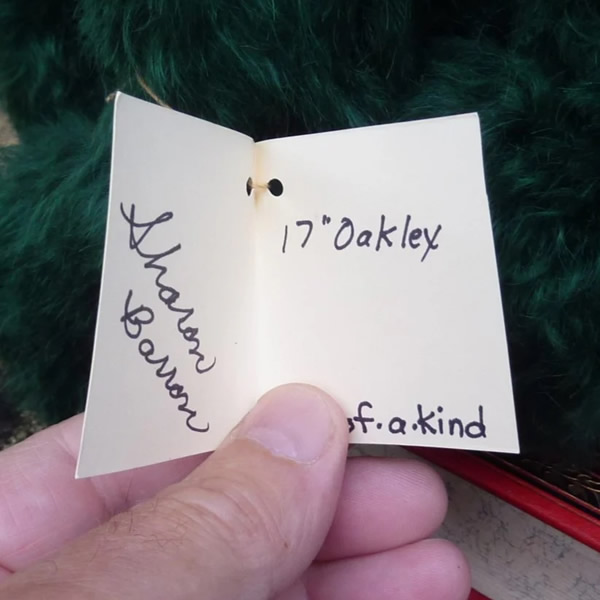 Sharon
Barron
17" Oakley
of.a.kind